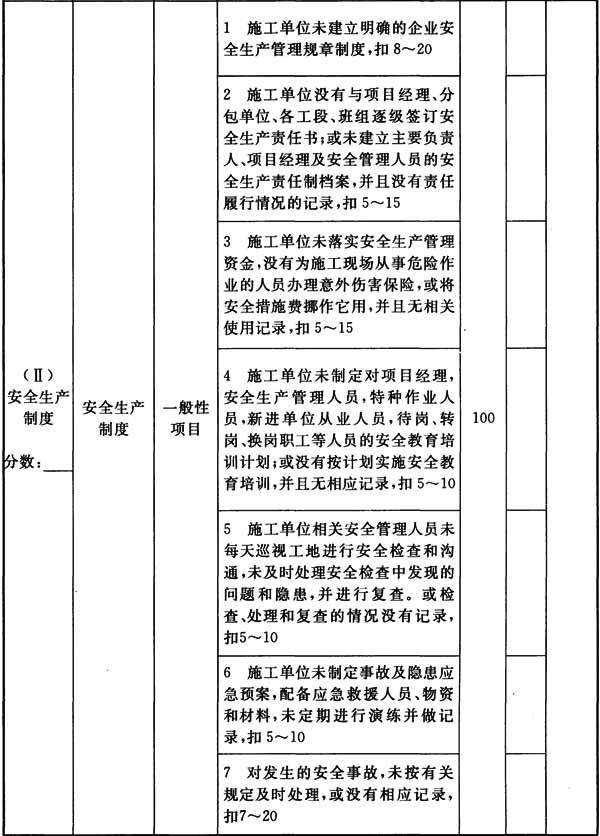 (Ⅱ)
安全生产
制度
分数:
安全生产
制度
一般性
项目
1 施工单位未建立明确的企业安
全生产管理规章制度,扣 8~20
2 施工单位没有与项目经理、分
包单位、各工段、班组逐级签订安
全生产责任书;或未建立主要负责
人、项目经理及安全管理人员的安
全生产责任制档案,并且没有责任
履行情况的记录,扣 5~15
3 施工单位未落实安全生产管理
资金,没有为施工现场从事危险作
业的人员办理意外伤害保险,或将
安全措施费挪作它用,并且无相关
使用记录,扣 5~15
4 施工单位未制定对项目经理,
安全生产管理人员,特种作业人
员,新进单位从业人员,待岗、转
岗、换岗职工等人员的安全教育培
训计划;或没有按计划实施安全教
育培训,并且无相应记录,扣 5~10
5 施工单位相关安全管理人员未
每天巡视工地进行安全检查和沟
通,未及时处理安全检查中发现的
问题和隐患,并进行复查。或检
查、处理和复查的情况没有记录,
扣5~10
6 施工单位未制定事故及隐患应
急预案,配备应急救援人员、物资
和材料,未定期进行演练并做记
录,扣 5~10
7 对发生的安全事故,未按有关
规定及时处理,或没有相应记录,
扣7~20
100